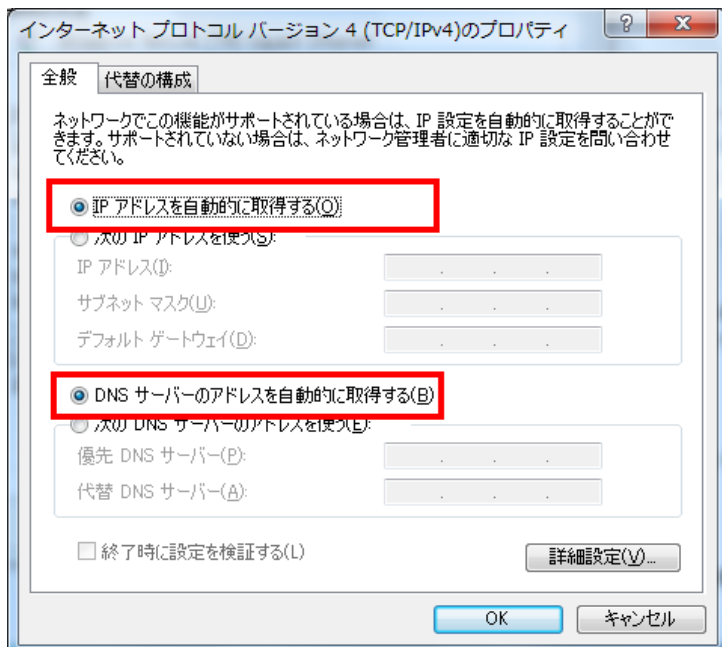 インターネット プロトコル バージョン 4 (TCP/IPv4)のプロパティ
全般
代替の構成
ネットワークでこの機能がサポートされている場合は、IP 設定を自動的に取得することがで
きます。サポートされていない場合は、ネットワーク管理者に適切な IP 設定を問い合わせ
てください。
IP アドレスを自動的に取得する(O)
次の IP アドレスを使う(S):
IP アドレス(I):
サブネット マスク(U):
デフォルト ゲートウェイ(D):
DNS サーバーのアドレスを自動的に取得する(B)
次の DNS サーバーのアドレスを使う(E):
優先 DNS サーバー(P):
代替 DNS サーバー(A):
終了時に設定を検証する(L)
詳細設定(V)...
OK
キャンセル